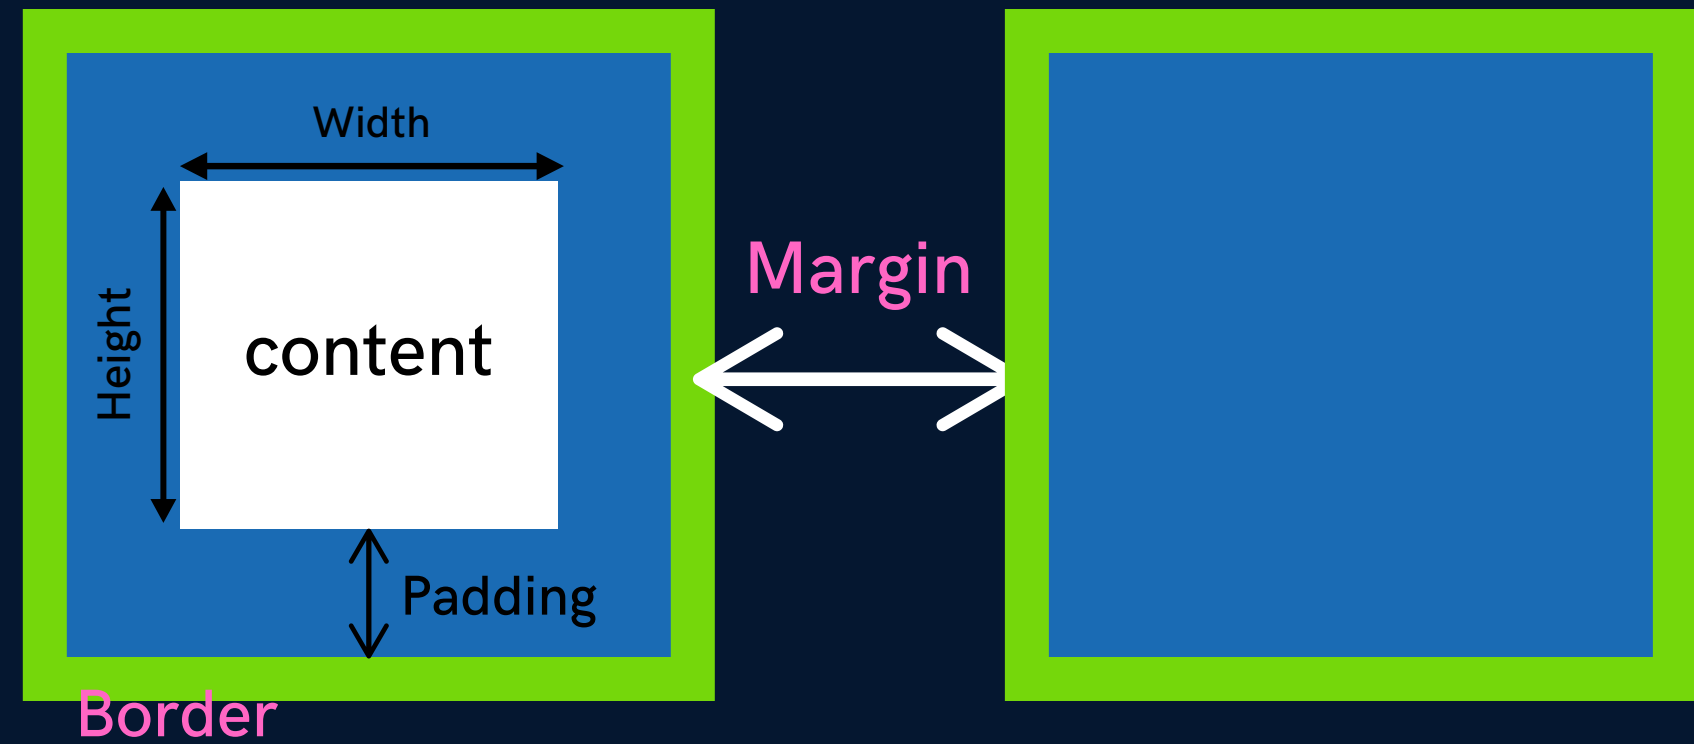 Width
Height
content
Margin
Padding
Border